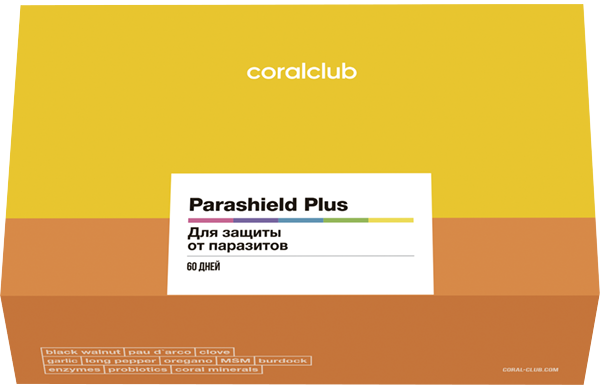 coralclub
Parashield Plus
Для защиты
от паразитов
60 ДНЕЙ
black walnut pau d'arco clove
garlic long pepper oregano MSM burdock
enzymes probiotics coral minerals
CORAL-CLUB.COM